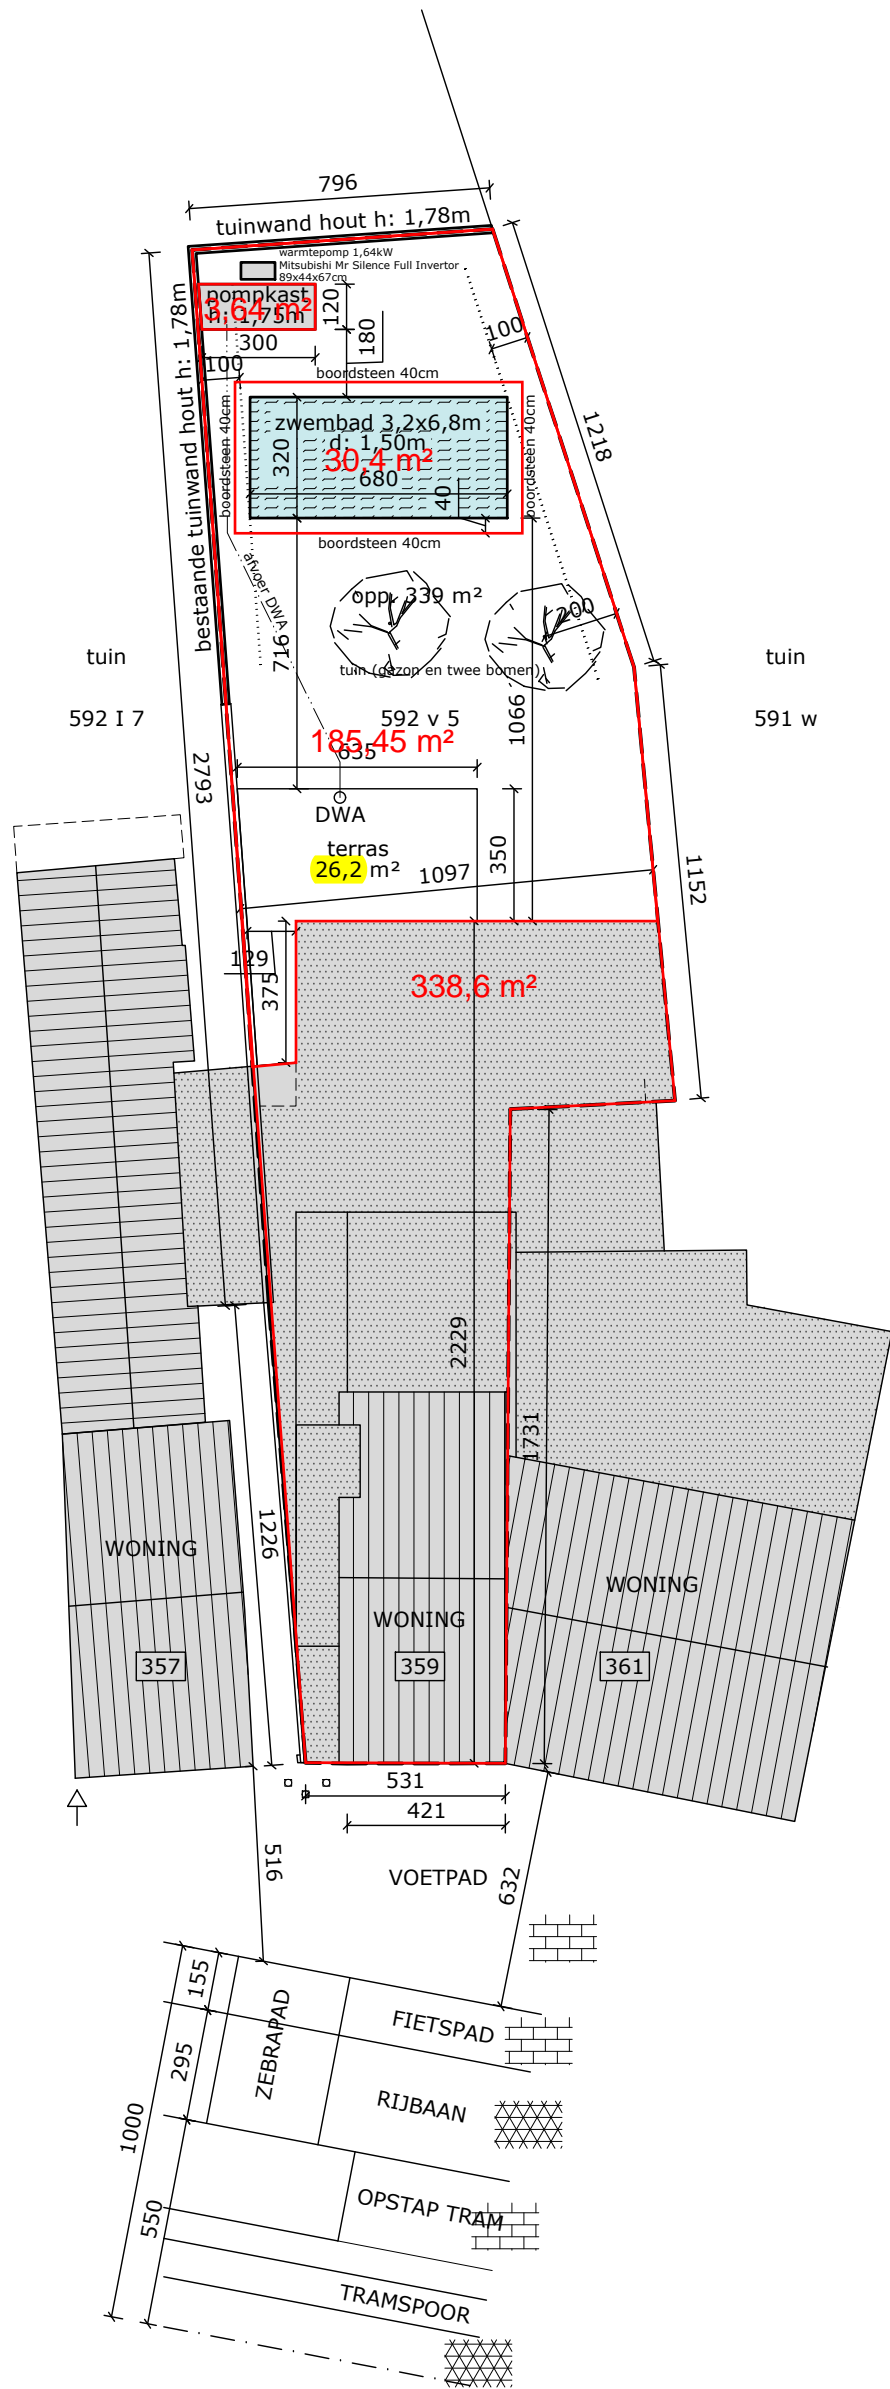 796
tuinwand hout h: 1,78m
warmtepomp 1,64kW
Mitsubishi Mr Silence Full Invertor
89x44x67cm
pompkast
h: 1,75m
3,64 m²
120
180
300
100
100
bestaande tuinwand hout h: 1,78m
1218
boordsteen 40cm
boordsteen 40cm
boordsteen 40cm
zwembad 3,2x6,8m
d: 1,50m
30,4 m²
320
680
40
boordsteen 40cm
afvoer DWA
opp. 339 m²
200
716
tuin (gazon en twee bomen)
tuin
tuin
592 I 7
592 v 5
591 w
1066
185,45 m²
635
2793
DWA
terras
26,2 m²
350
1097
1152
129
375
338,6 m²
2229
1731
1226
WONING
WONING
WONING
357
359
361
531
421
516
VOETPAD
632
155
ZEBRAPAD
FIETSPAD
295
RIJBAAN
1000
550
OPSTAP TRAM
TRAMSPOOR